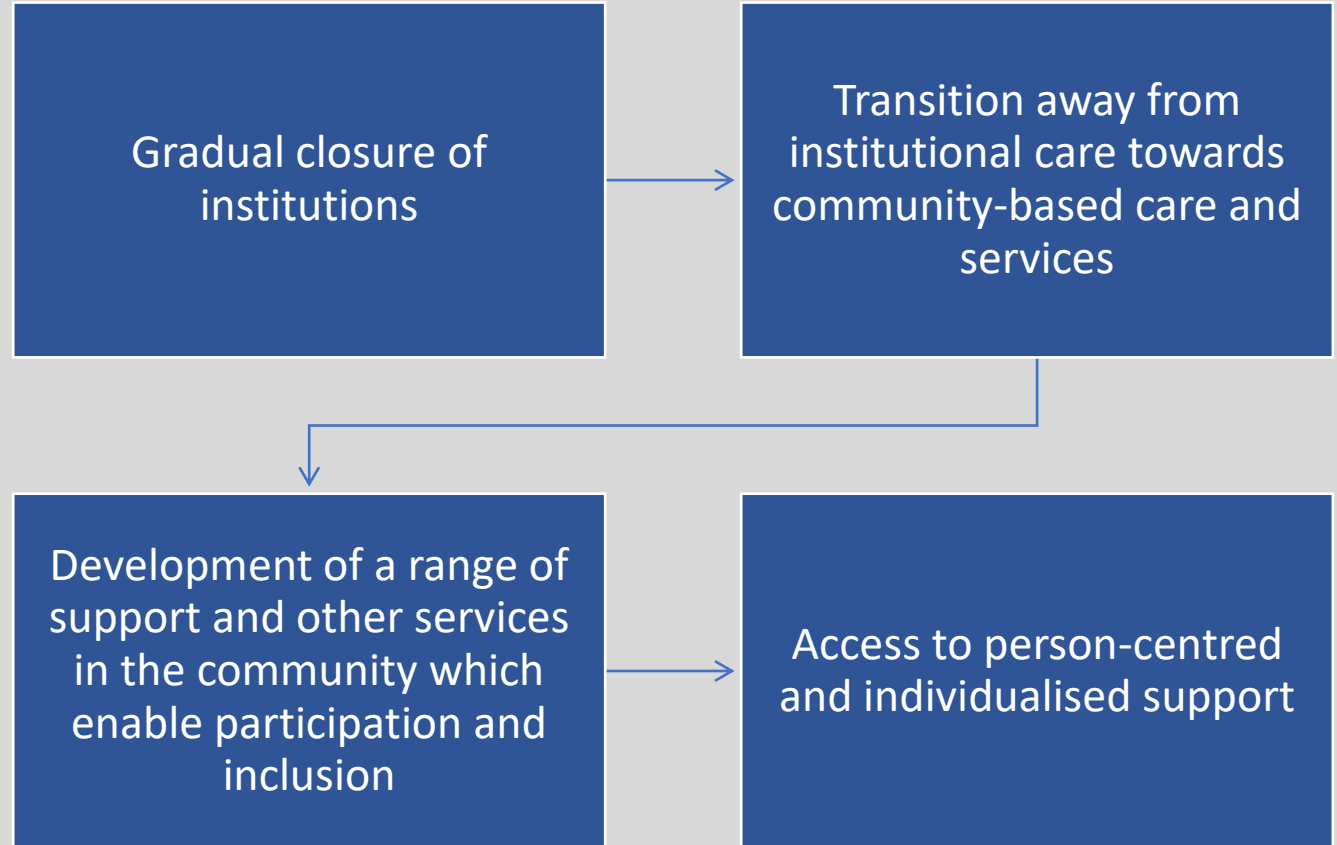 Gradual closure of
institutions
Transition away from
institutional care towards
community-based care and
services
Development of a range of
support and other services
in the community which
enable participation and
inclusion
Access to person-centred
and individualised support